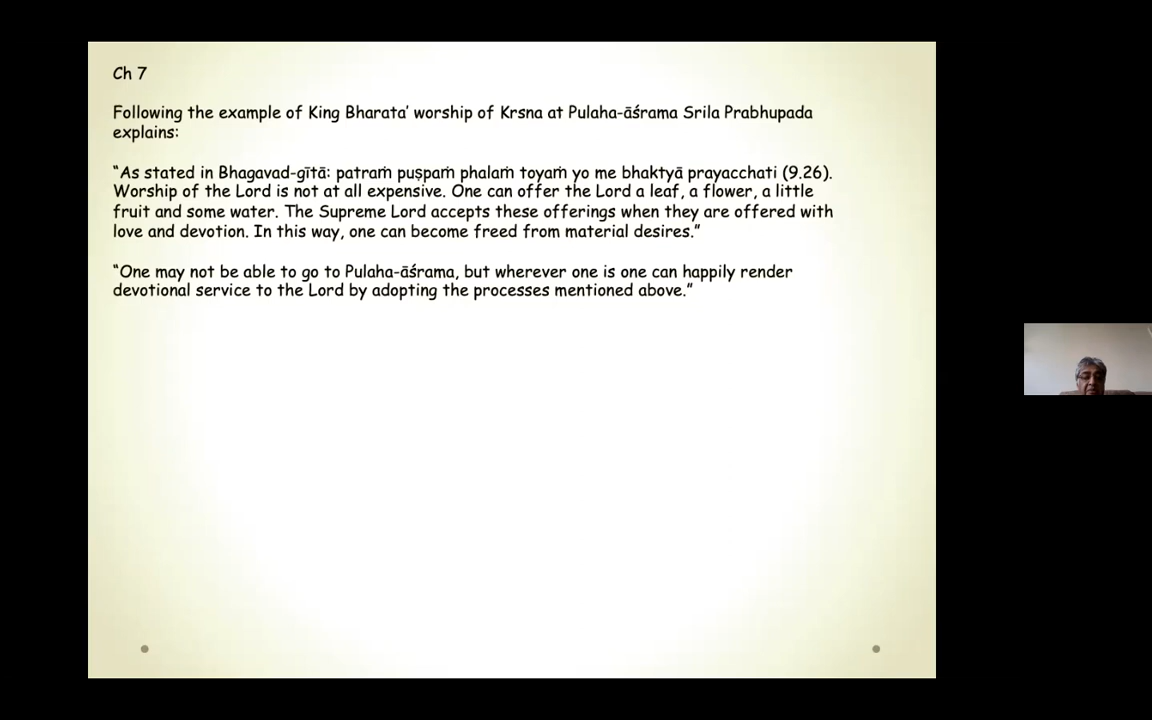 Ch 7
Following the example of King Bharata' worship of Krsna at Pulaha-āśrama Srila Prabhupada
explains:
"As stated in Bhagavad-gītā: patraṁ puṣpaṁ phalaṁ toyaṁ yo me bhaktyā prayacchati (9.26).
Worship of the Lord is not at all expensive. One can offer the Lord a leaf, a flower, a little
fruit and some water. The Supreme Lord accepts these offerings when they are offered with
love and devotion. In this way, one can become freed from material desires."
"One may not be able to go to Pulaha-āśrama, but wherever one is one can happily render
devotional service to the Lord by adopting the processes mentioned above."